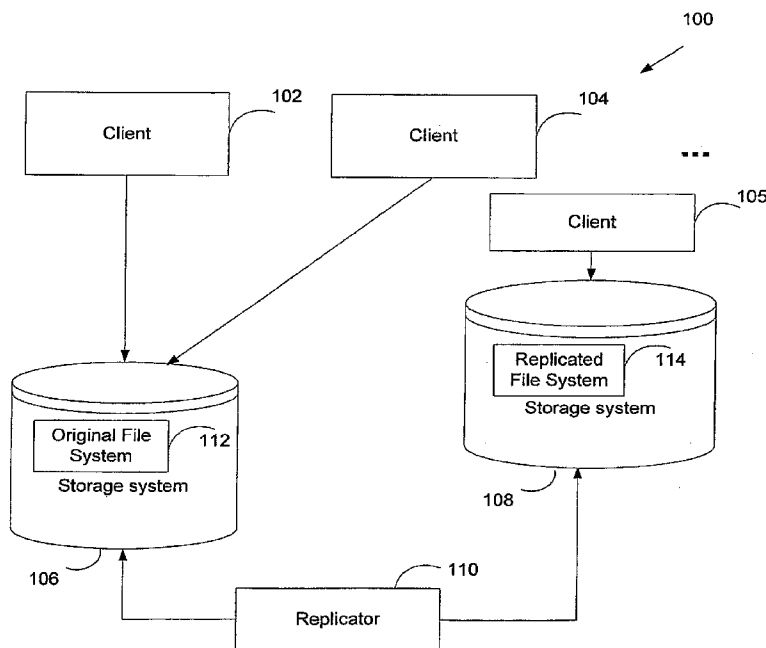 100
102
Client
104
Client
...
105
Client
Replicated
File System
114
Storage system
Original File
System
112
Storage system
108
106
110
Replicator